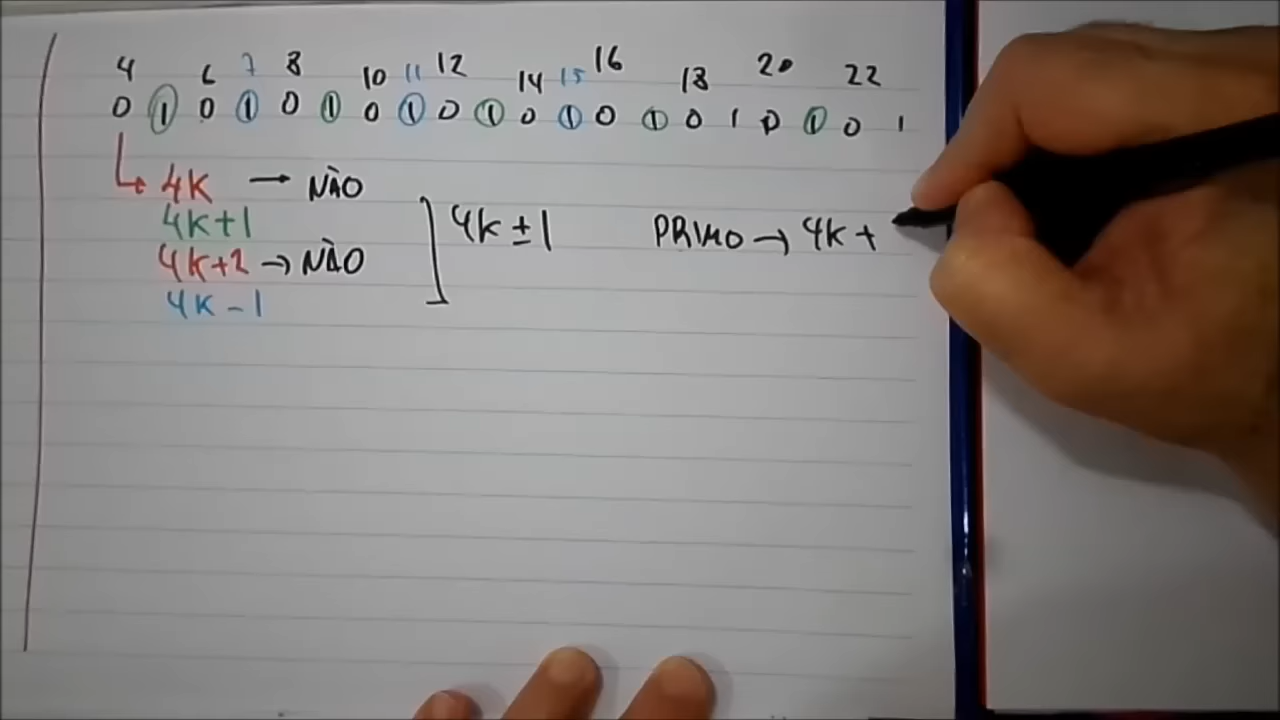 4 6 7 8 10 11 12 14 15 16 18 20 22
0 1 0 1 0 1 0 1 0 1 0 1 0 1 0 1 0 1 0 1
4K → NÃO
4K+1
4K+2 → NÃO
4K-1
4K±1
PRIMO → 4K+